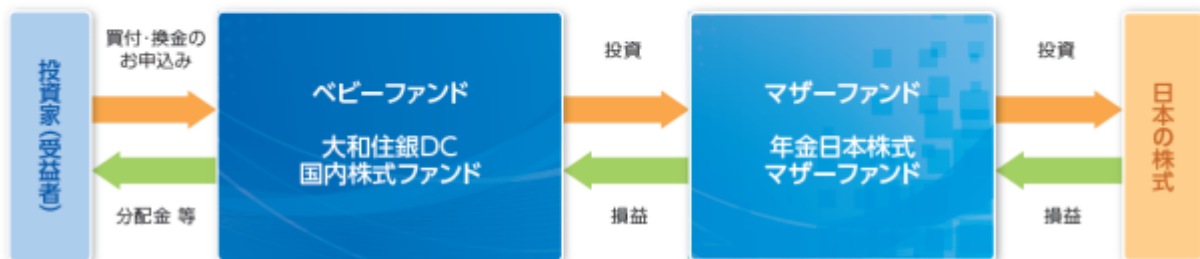 投資家(受益者)
買付・換金の
お申込み
分配金 等
ベビーファンド
大和住銀DC
国内株式ファンド
投資
損益
マザーファンド
年金日本株式
マザーファンド
投資
損益
日本の株式